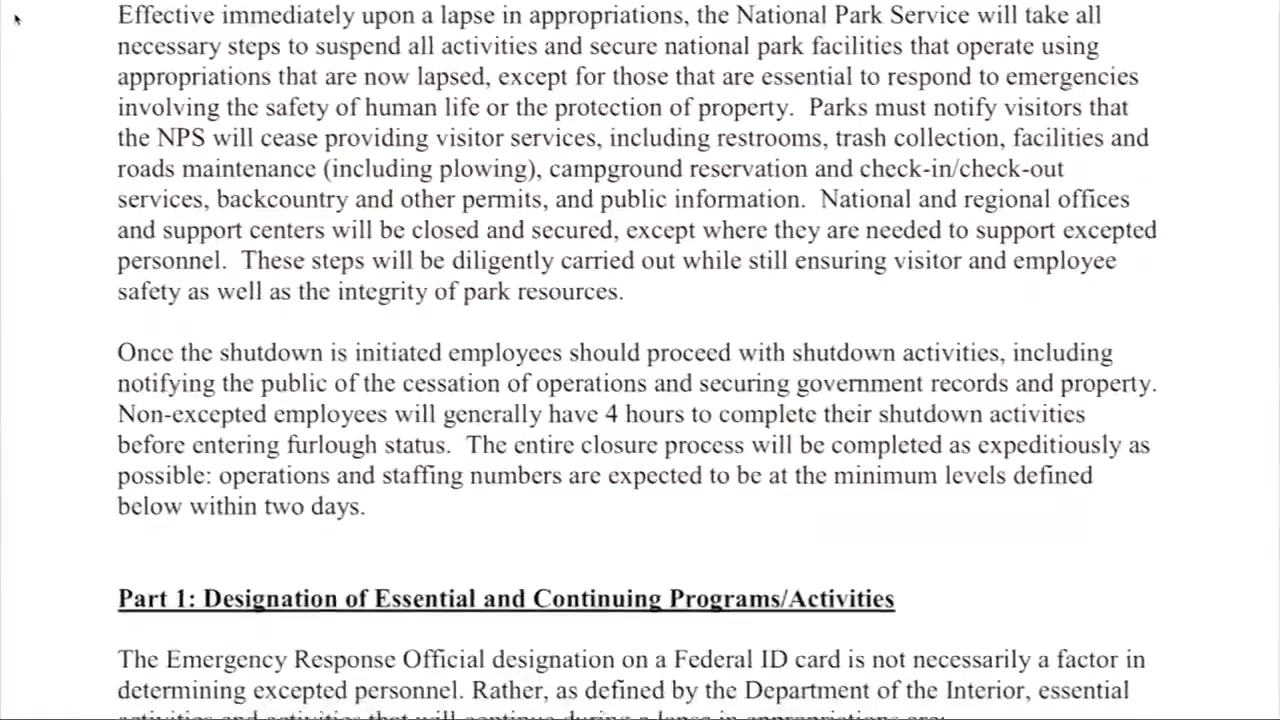 Effective immediately upon a lapse in appropriations, the National Park Service will take all
necessary steps to suspend all activities and secure national park facilities that operate using
appropriations that are now lapsed, except for those that are essential to respond to emergencies
involving the safety of human life or the protection of property.  Parks must notify visitors that
the NPS will cease providing visitor services, including restrooms, trash collection, facilities and
roads maintenance (including plowing), campground reservation and check-in/check-out
services, backcountry and other permits, and public information.  National and regional offices
and support centers will be closed and secured, except where they are needed to support excepted
personnel.  These steps will be diligently carried out while still ensuring visitor and employee
safety as well as the integrity of park resources.
Once the shutdown is initiated employees should proceed with shutdown activities, including
notifying the public of the cessation of operations and securing government records and property.
Non-excepted employees will generally have 4 hours to complete their shutdown activities
before entering furlough status.  The entire closure process will be completed as expeditiously as
possible: operations and staffing numbers are expected to be at the minimum levels defined
below within two days.
Part 1: Designation of Essential and Continuing Programs/Activities
The Emergency Response Official designation on a Federal ID card is not necessarily a factor in
determining excepted personnel. Rather, as defined by the Department of the Interior, essential
activities and activities that will continue during a lapse in appropriations are: